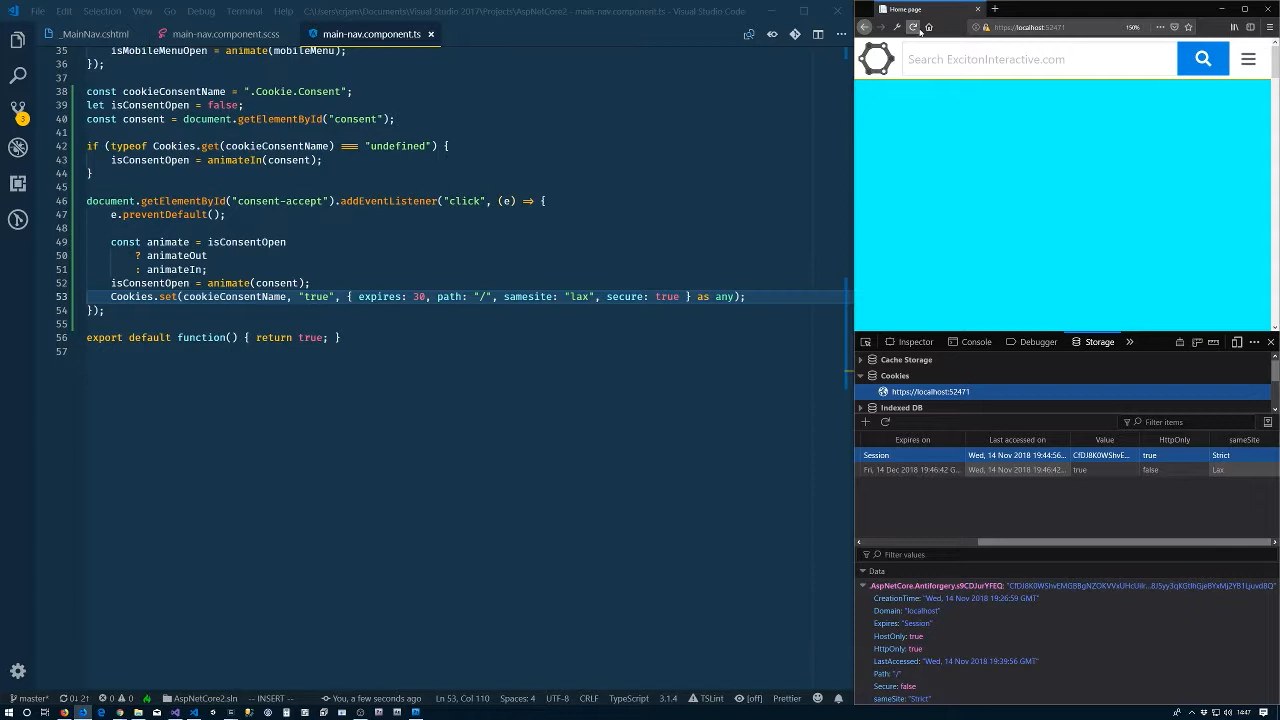 File Edit Selection View Go Debug Terminal Help C:\Users\crjam\Documents\Visual Studio 2017\Projects\AspNetCore2 - main-nav.component.ts - Visual Studio Code
_MainNav.cshtml main-nav.component.scss main-nav.component.ts
35 isMobileMenuOpen = animate(mobileMenu);
36 });
37
38 const cookieConsentName = ".Cookie.Consent";
39 let isConsentOpen = false;
40 const consent = document.getElementById("consent");
41
42 if (typeof Cookies.get(cookieConsentName) === "undefined") {
43 isConsentOpen = animateIn(consent);
44 }
45
46 document.getElementById("consent-accept").addEventListener("click", (e) => {
47 e.preventDefault();
48
49 const animate = isConsentOpen
50 ? animateOut
51 : animateIn;
52 isConsentOpen = animate(consent);
53 Cookies.set(cookieConsentName, "true", { expires: 30, path: "/", samesite: "lax", secure: true } as any);
54 });
55
56 export default function() { return true; }
57
3
master* 0↓ 2↑ 0 0 AspNetCore2.sln -- INSERT -- You, a few seconds ago Ln 53, Col 110 Spaces: 4 UTF-8 CRLF TypeScript 3.1.4 TSLint [off] Prettier
Home page
https://localhost:52471 150%
Search ExcitonInteractive.com
Inspector Console Debugger Storage
Cache Storage
Cookies
https://localhost:52471
Indexed DB
Filter items
Expires on Last accessed on Value HttpOnly sameSite
Session Wed, 14 Nov 2018 19:44:56... CfDJ8K0WShvE... true Strict
Fri, 14 Dec 2018 19:46:42 G... Wed, 14 Nov 2018 19:46:42... true false Lax
Filter values
Data
CreationTime: "Wed, 14 Nov 2018 19:26:59 GMT"
Domain: "localhost"
Expires: "Session"
HostOnly: true
HttpOnly: true
LastAccessed: "Wed, 14 Nov 2018 19:39:56 GMT"
Path: "/"
Secure: false
sameSite: "Strict"
14:47